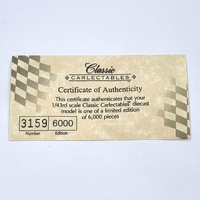 Classic
CARLECTABLES
Certificate of Authenticity
This certificate authenticates that your
1/43rd scale Classic Carlectables® diecast
model is one of a limited edition
of 6,000 pieces
3159 6000
Number Edition